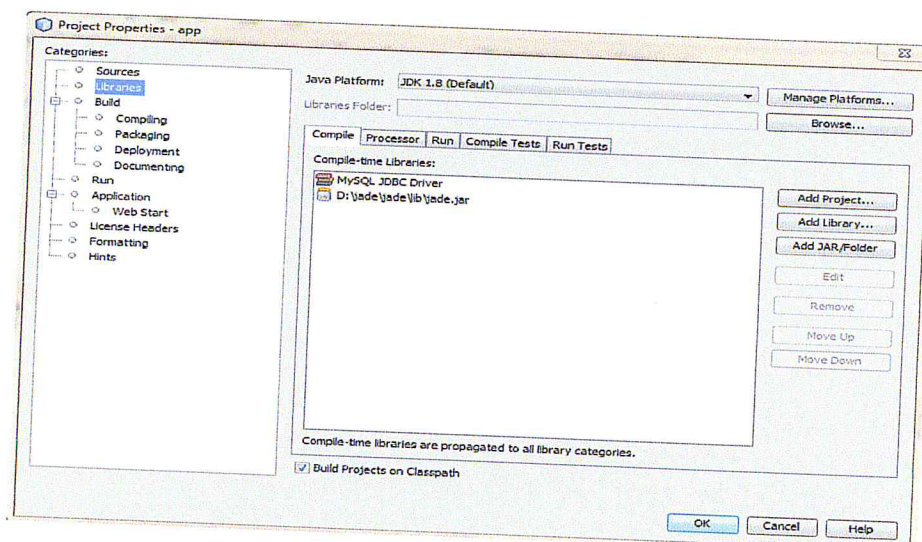 Project Properties - app
Categories:
Sources
Libraries
Build
Compiling
Packaging
Deployment
Documenting
Run
Application
Web Start
License Headers
Formatting
Hints
Java Platform: JDK 1.8 (Default)
Manage Platforms...
Libraries Folder:
Browse...
Compile Processor Run Compile Tests Run Tests
Compile-time Libraries:
MySQL JDBC Driver
D:\jade\jade\lib\jade.jar
Add Project...
Add Library...
Add JAR/Folder
Edit
Remove
Move Up
Move Down
Compile-time libraries are propagated to all library categories.
Build Projects on Classpath
OK Cancel Help